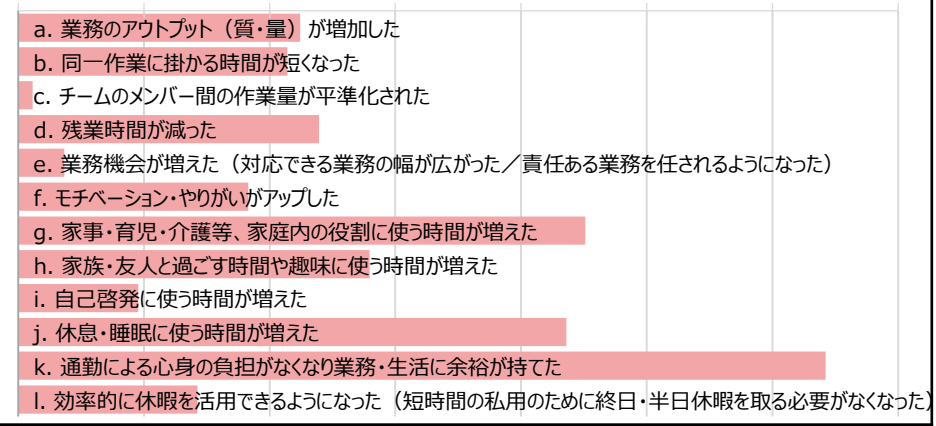 a. 業務のアウトプット（質・量）が増加した
b. 同一作業に掛かる時間が短くなった
c. チームのメンバー間の作業量が平準化された
d. 残業時間が減った
e. 業務機会が増えた（対応できる業務の幅が広がった／責任ある業務を任されるようになった）
f. モチベーション・やりがいがアップした
g. 家事・育児・介護等、家庭内の役割に使う時間が増えた
h. 家族・友人と過ごす時間や趣味に使う時間が増えた
i. 自己啓発に使う時間が増えた
j. 休息・睡眠に使う時間が増えた
k. 通勤による心身の負担がなくなり業務・生活に余裕が持てた
l. 効率的に休暇を活用できるようになった（短時間の私用のために終日・半日休暇を取る必要がなくなった）